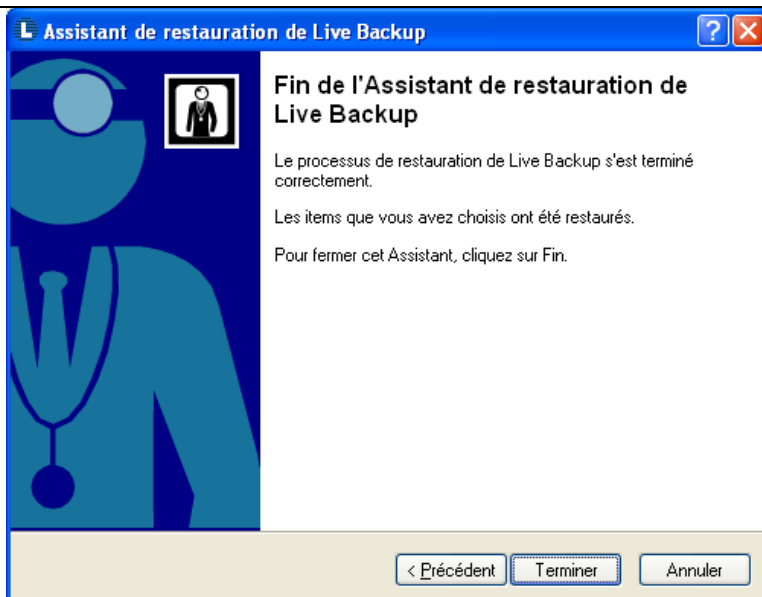 Assistant de restauration de Live Backup
Fin de l'Assistant de restauration de
Live Backup
Le processus de restauration de Live Backup s'est terminé
correctement.
Les items que vous avez choisis ont été restaurés.
Pour fermer cet Assistant, cliquez sur Fin.
< Précédent
Terminer
Annuler